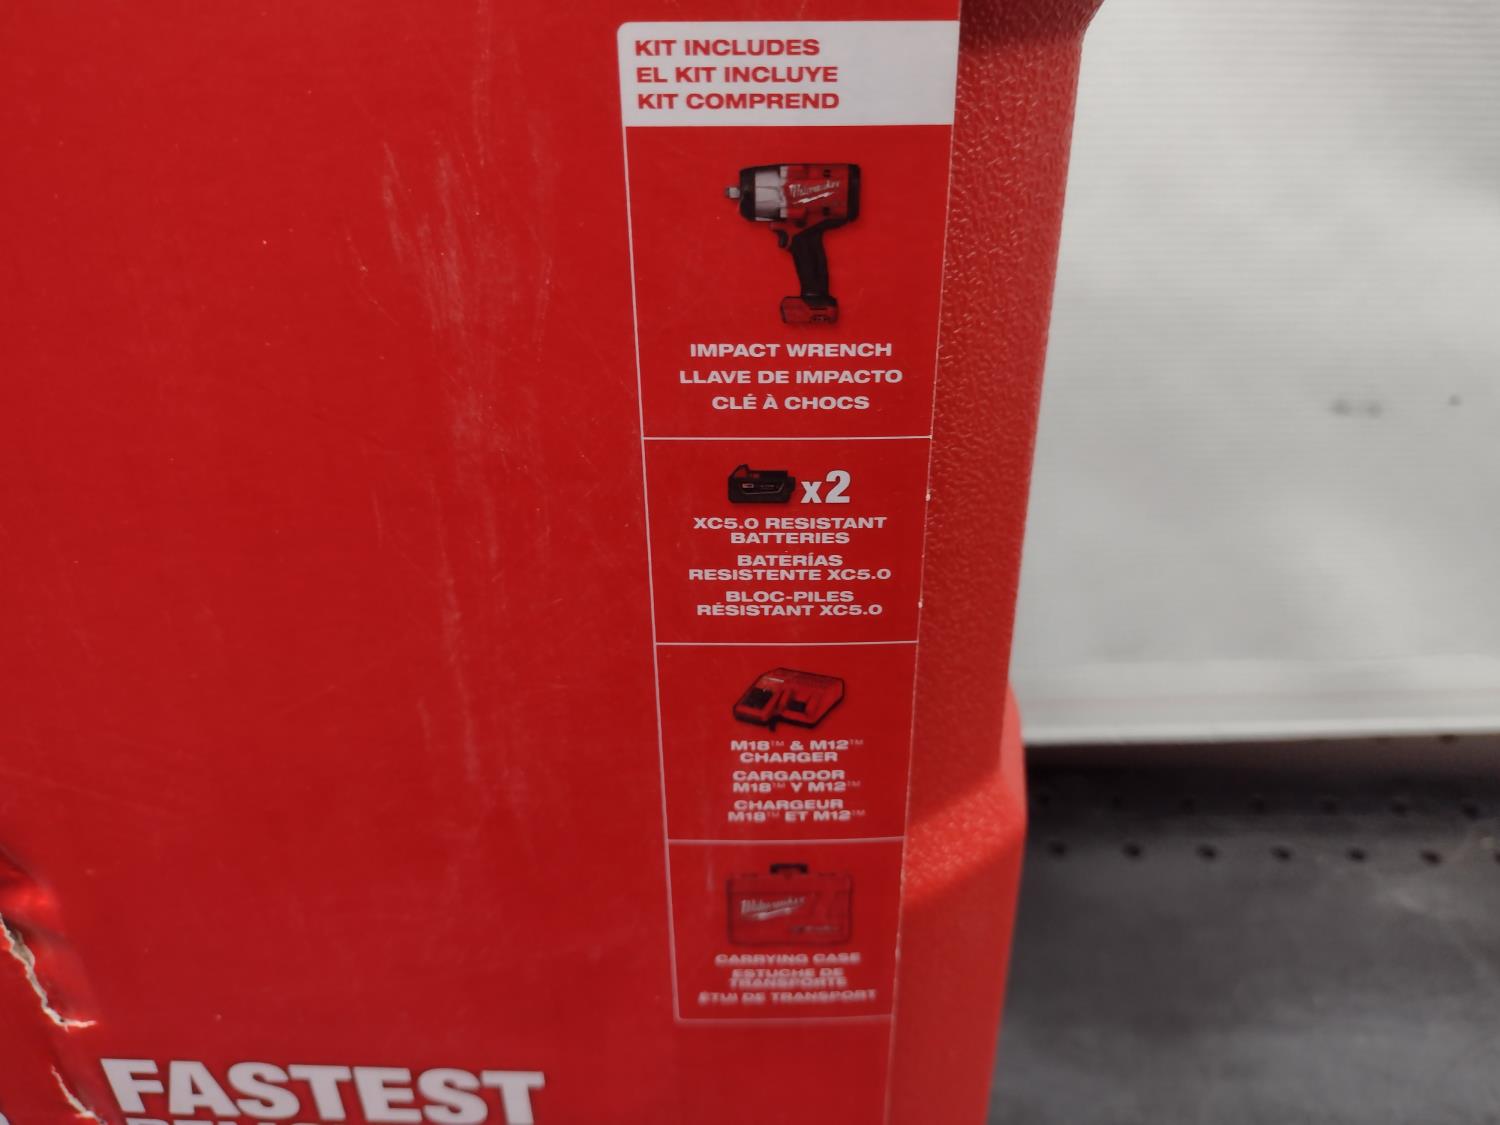 KIT INCLUDES
EL KIT INCLUYE
KIT COMPREND
Milwaukee
IMPACT WRENCH
LLAVE DE IMPACTO
CLÉ À CHOCS
x2
XC5.0 RESISTANT
BATTERIES
BATERÍAS
RESISTENTE XC5.0
BLOC-PILES
RÉSISTANT XC5.0
M18™ & M12™
CHARGER
CARGADOR
M18™ Y M12™
CHARGEUR
M18™ ET M12™
Milwaukee
CARRYING CASE
ESTUCHE DE
TRANSPORTE
ÉTUI DE TRANSPORT
FASTEST